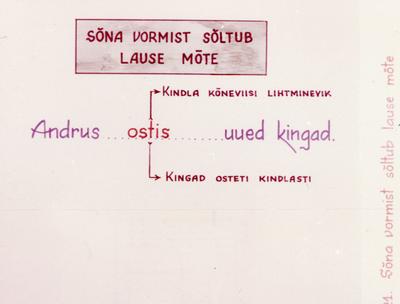 SÕNA VORMIST SÕLTUB
LAUSE MÕTE
KINDLA KÕNEVIISI LIHTMINEVIK
Andrus ...ostis........uued kingad.
KINGAD OSTETI KINDLASTI
21. Sõna vormist sõltub lause mõte